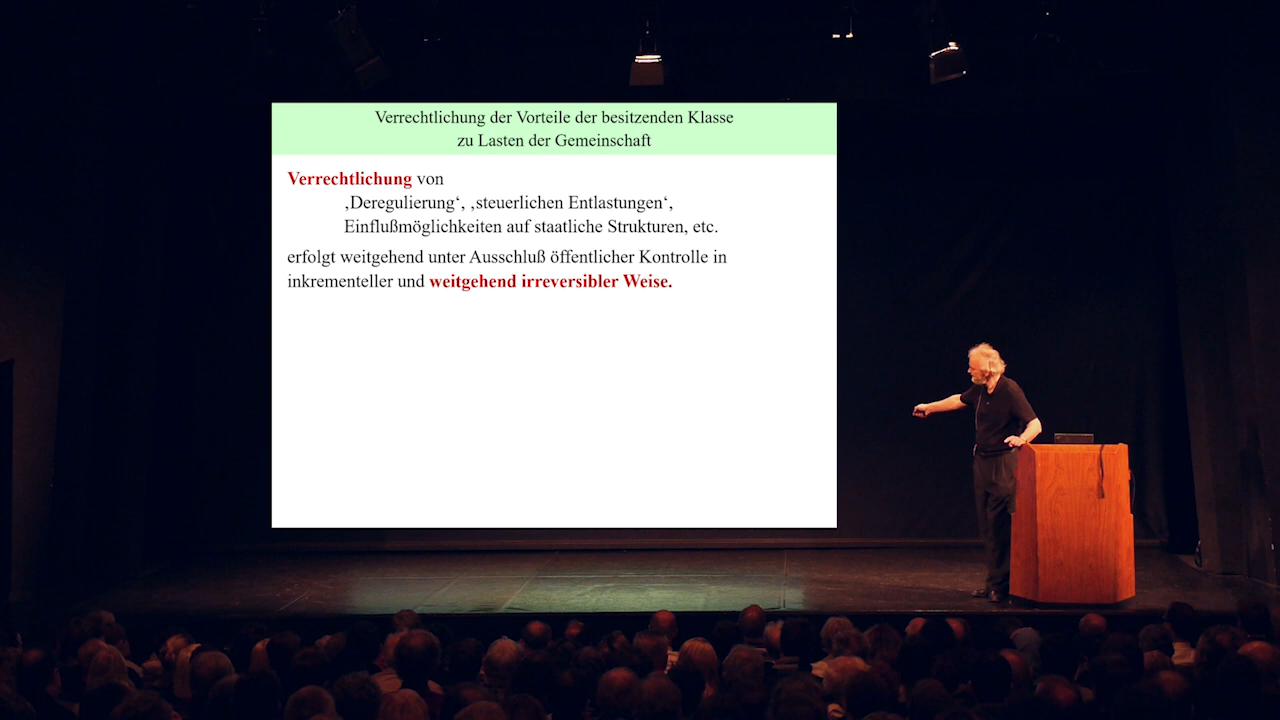 Verrechtlichung der Vorteile der besitzenden Klasse
zu Lasten der Gemeinschaft
Verrechtlichung von
‚Deregulierung‘, ‚steuerlichen Entlastungen‘,
Einflußmöglichkeiten auf staatliche Strukturen, etc.
erfolgt weitgehend unter Ausschluß öffentlicher Kontrolle in
inkrementeller und weitgehend irreversibler Weise.